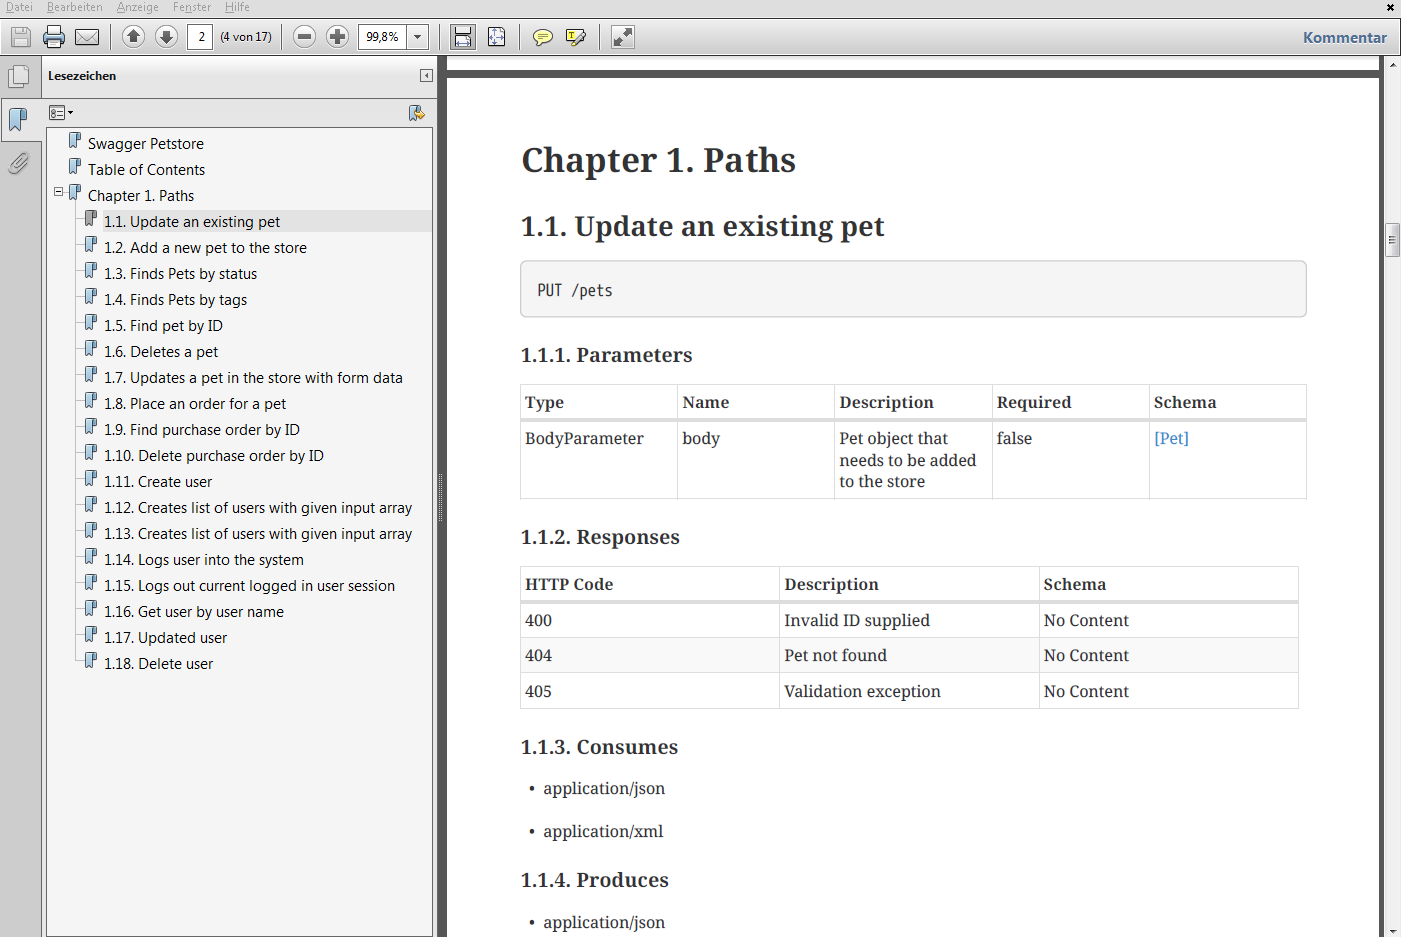 Datei Bearbeiten Anzeige Fenster Hilfe
2 (4 von 17) 99,8% Kommentar
Lesezeichen
Swagger Petstore
Table of Contents
Chapter 1. Paths
1.1. Update an existing pet
1.2. Add a new pet to the store
1.3. Finds Pets by status
1.4. Finds Pets by tags
1.5. Find pet by ID
1.6. Deletes a pet
1.7. Updates a pet in the store with form data
1.8. Place an order for a pet
1.9. Find purchase order by ID
1.10. Delete purchase order by ID
1.11. Create user
1.12. Creates list of users with given input array
1.13. Creates list of users with given input array
1.14. Logs user into the system
1.15. Logs out current logged in user session
1.16. Get user by user name
1.17. Updated user
1.18. Delete user
Chapter 1. Paths
1.1. Update an existing pet
PUT /pets
1.1.1. Parameters
Type Name Description Required Schema
BodyParameter body Pet object that false [Pet]
needs to be added
to the store
1.1.2. Responses
HTTP Code Description Schema
400 Invalid ID supplied No Content
404 Pet not found No Content
405 Validation exception No Content
1.1.3. Consumes
• application/json
• application/xml
1.1.4. Produces
• application/json